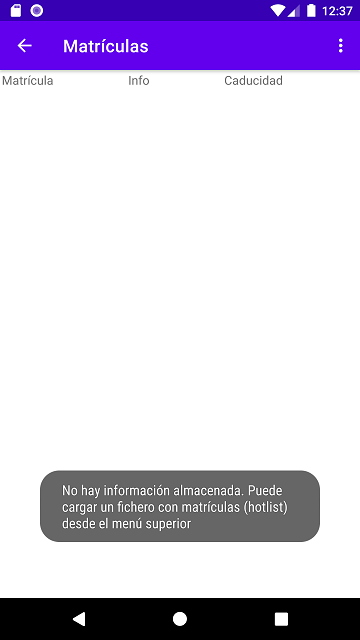 12:37
Matrículas
Matrícula Info Caducidad
No hay información almacenada. Puede
cargar un fichero con matrículas (hotlist)
desde el menú superior